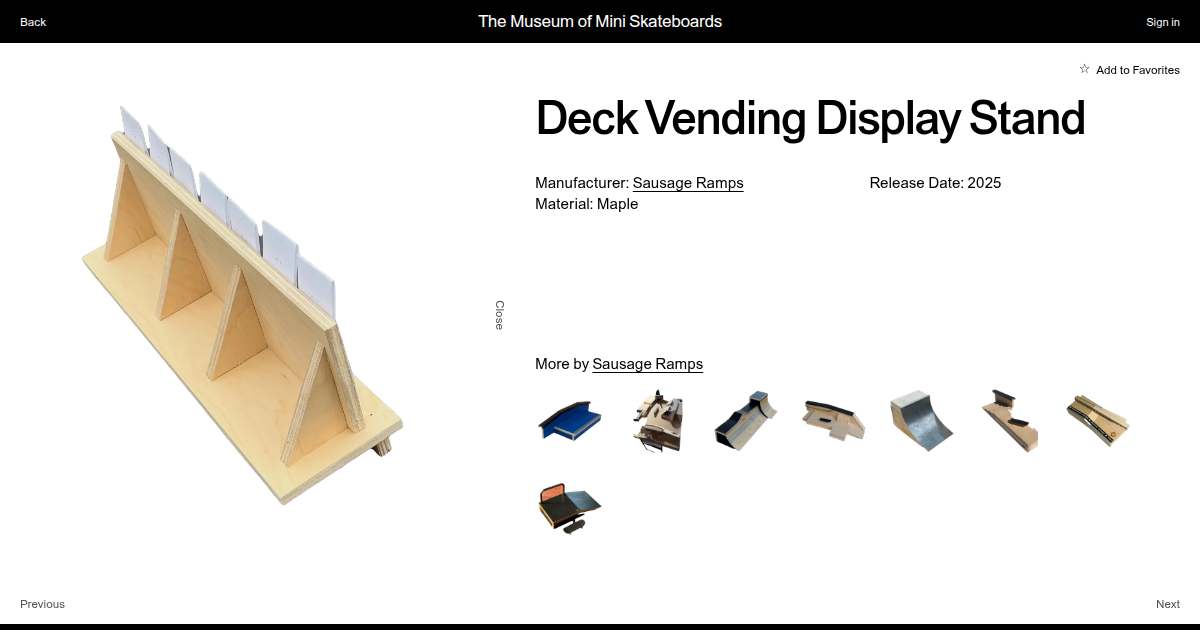 Back
The Museum of Mini Skateboards
Sign in
☆ Add to Favorites
Deck Vending Display Stand
Manufacturer: Sausage Ramps
Release Date: 2025
Material: Maple
Close
More by Sausage Ramps
Previous
Next